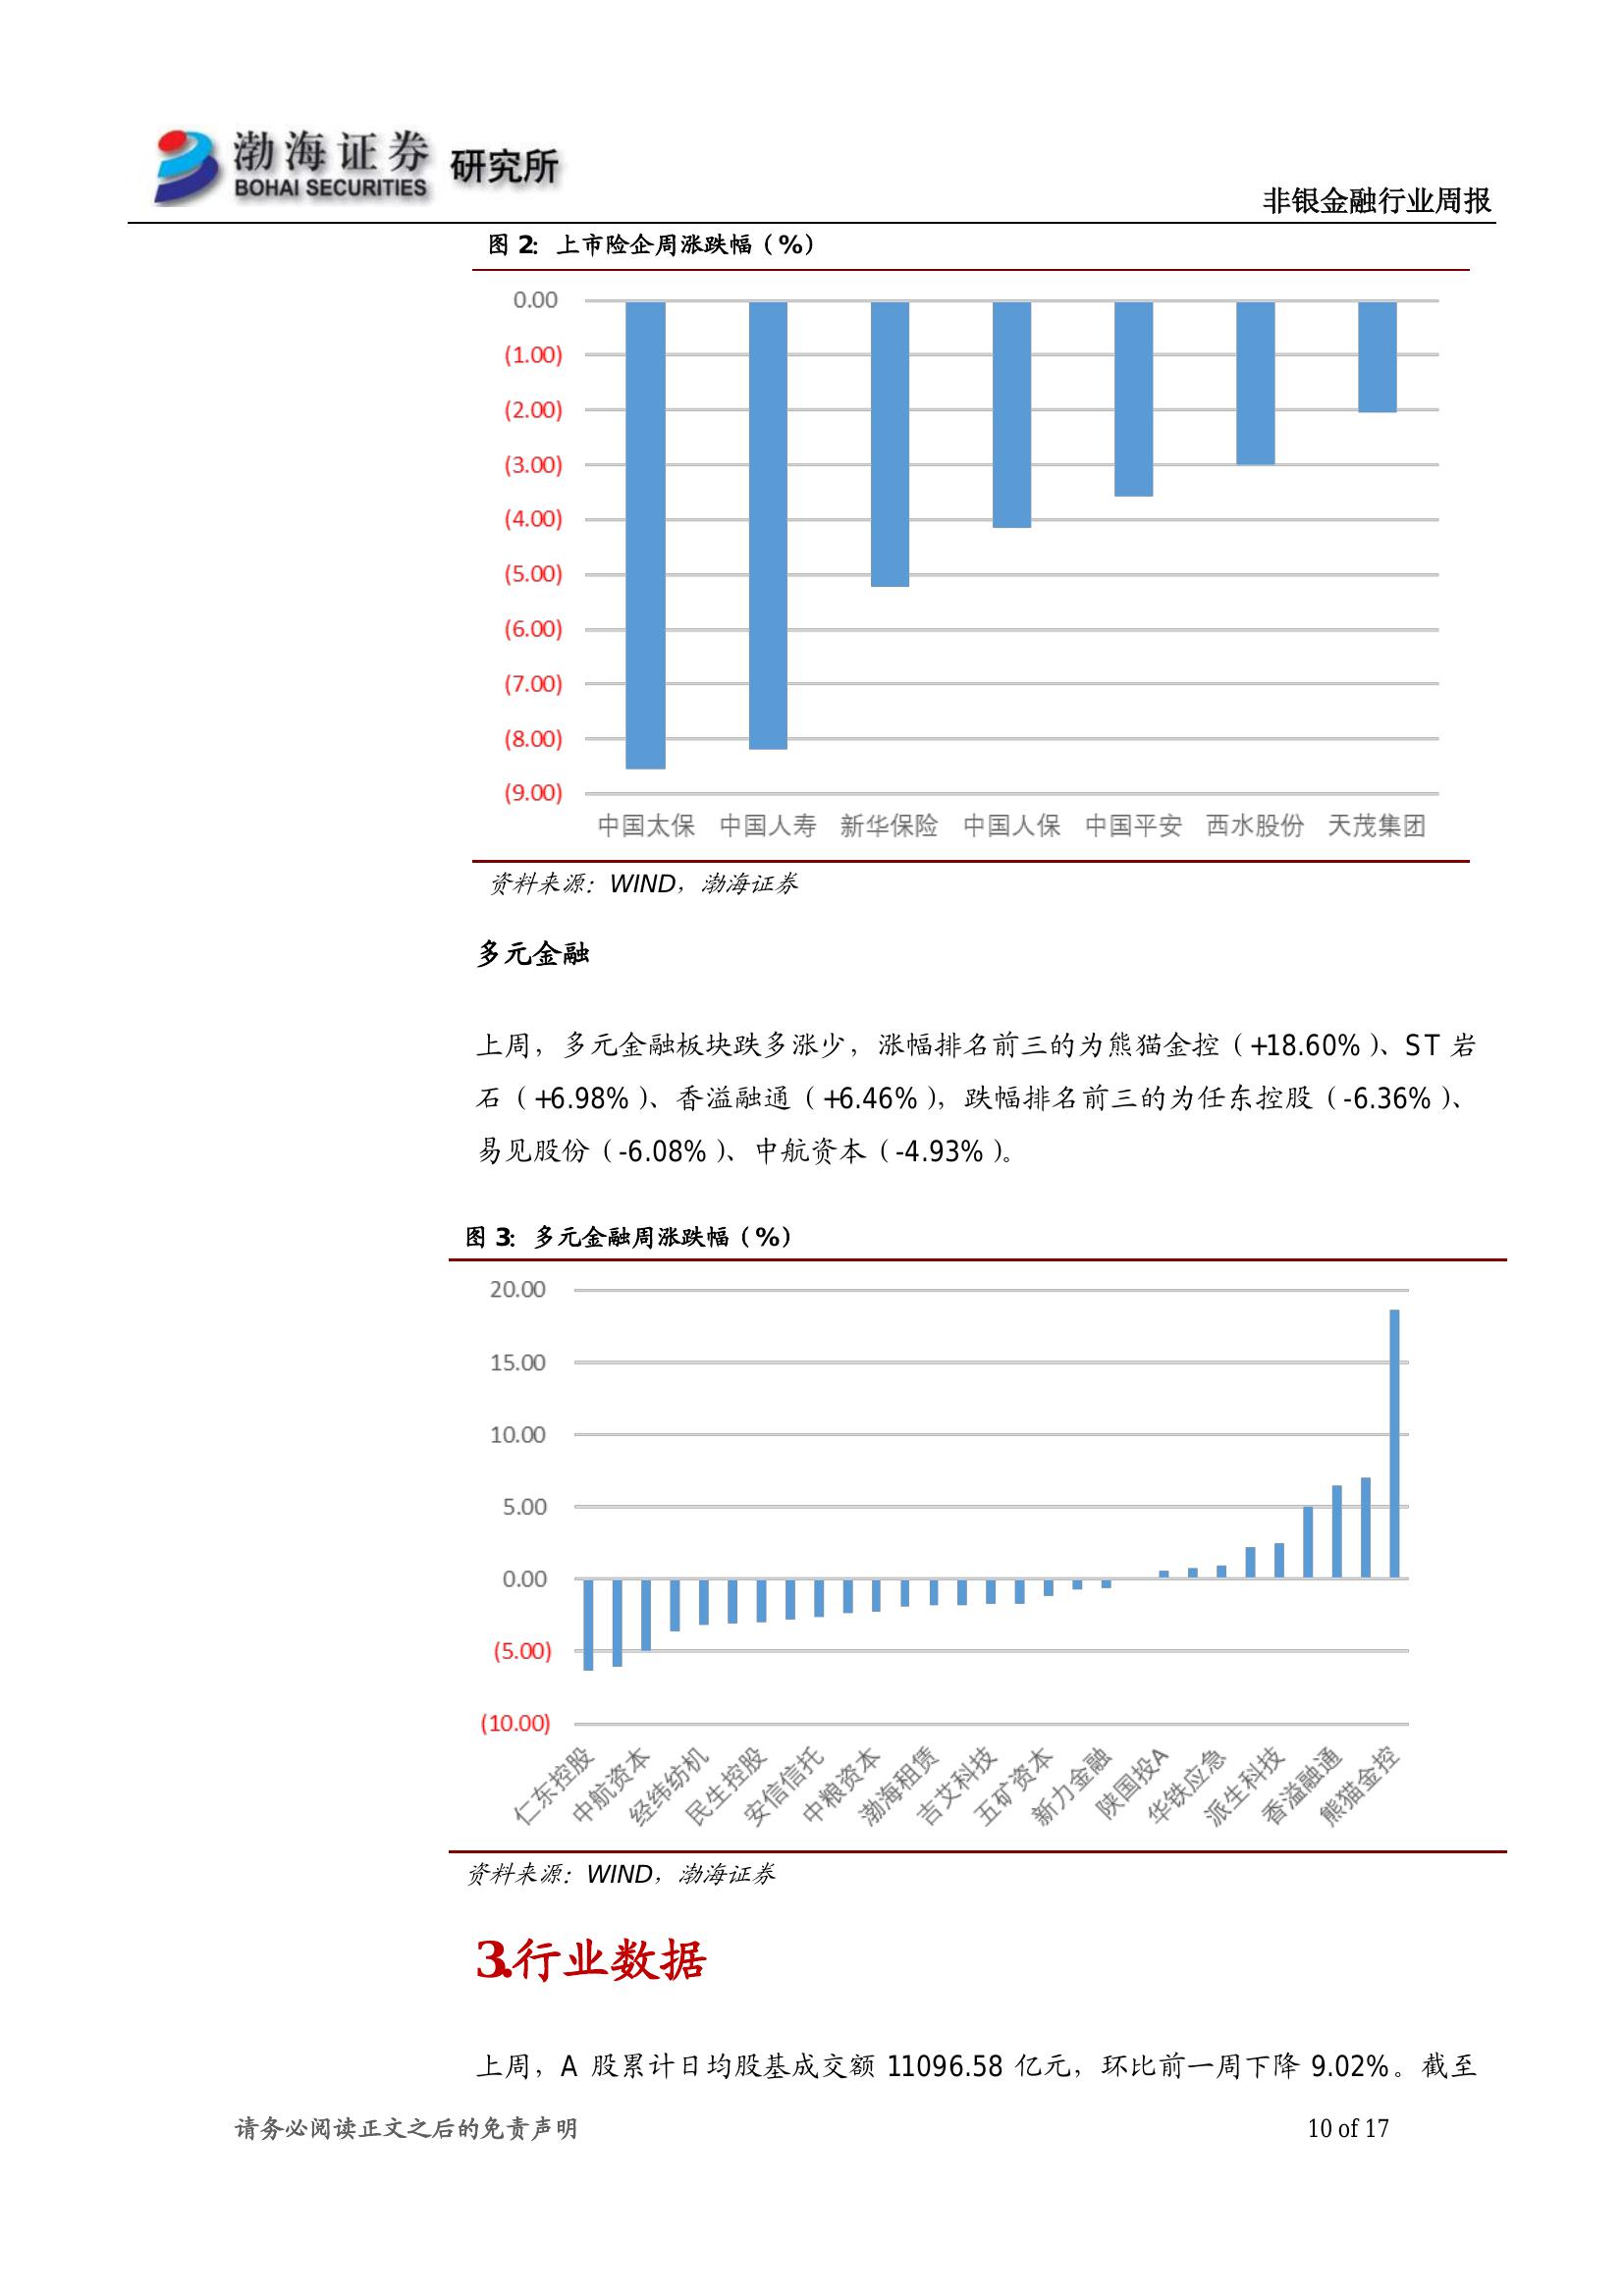 渤海证券
BOHAI SECURITIES
研究所
非银金融行业周报
图 2：上市险企周涨跌幅（%）
0.00
(1.00)
(2.00)
(3.00)
(4.00)
(5.00)
(6.00)
(7.00)
(8.00)
(9.00)
中国太保 中国人寿 新华保险 中国人保 中国平安 西水股份 天茂集团
资料来源：WIND，渤海证券
多元金融
上周，多元金融板块跌多涨少，涨幅排名前三的为熊猫金控（+18.60%）、ST 岩
石（+6.98%）、香溢融通（+6.46%），跌幅排名前三的为任东控股（-6.36%）、
易见股份（-6.08%）、中航资本（-4.93%）。
图 3：多元金融周涨跌幅（%）
20.00
15.00
10.00
5.00
0.00
(5.00)
(10.00)
仁东控股 中航资本 经纬纺机 民生控股 安信信托 中粮资本 渤海租赁 吉艾科技 五矿资本 新力金融 陕国投A 华铁应急 派生科技 香溢融通 熊猫金控
资料来源：WIND，渤海证券
3.行业数据
上周，A 股累计日均股基成交额 11096.58 亿元，环比前一周下降 9.02%。截至
请务必阅读正文之后的免责声明
10 of 17